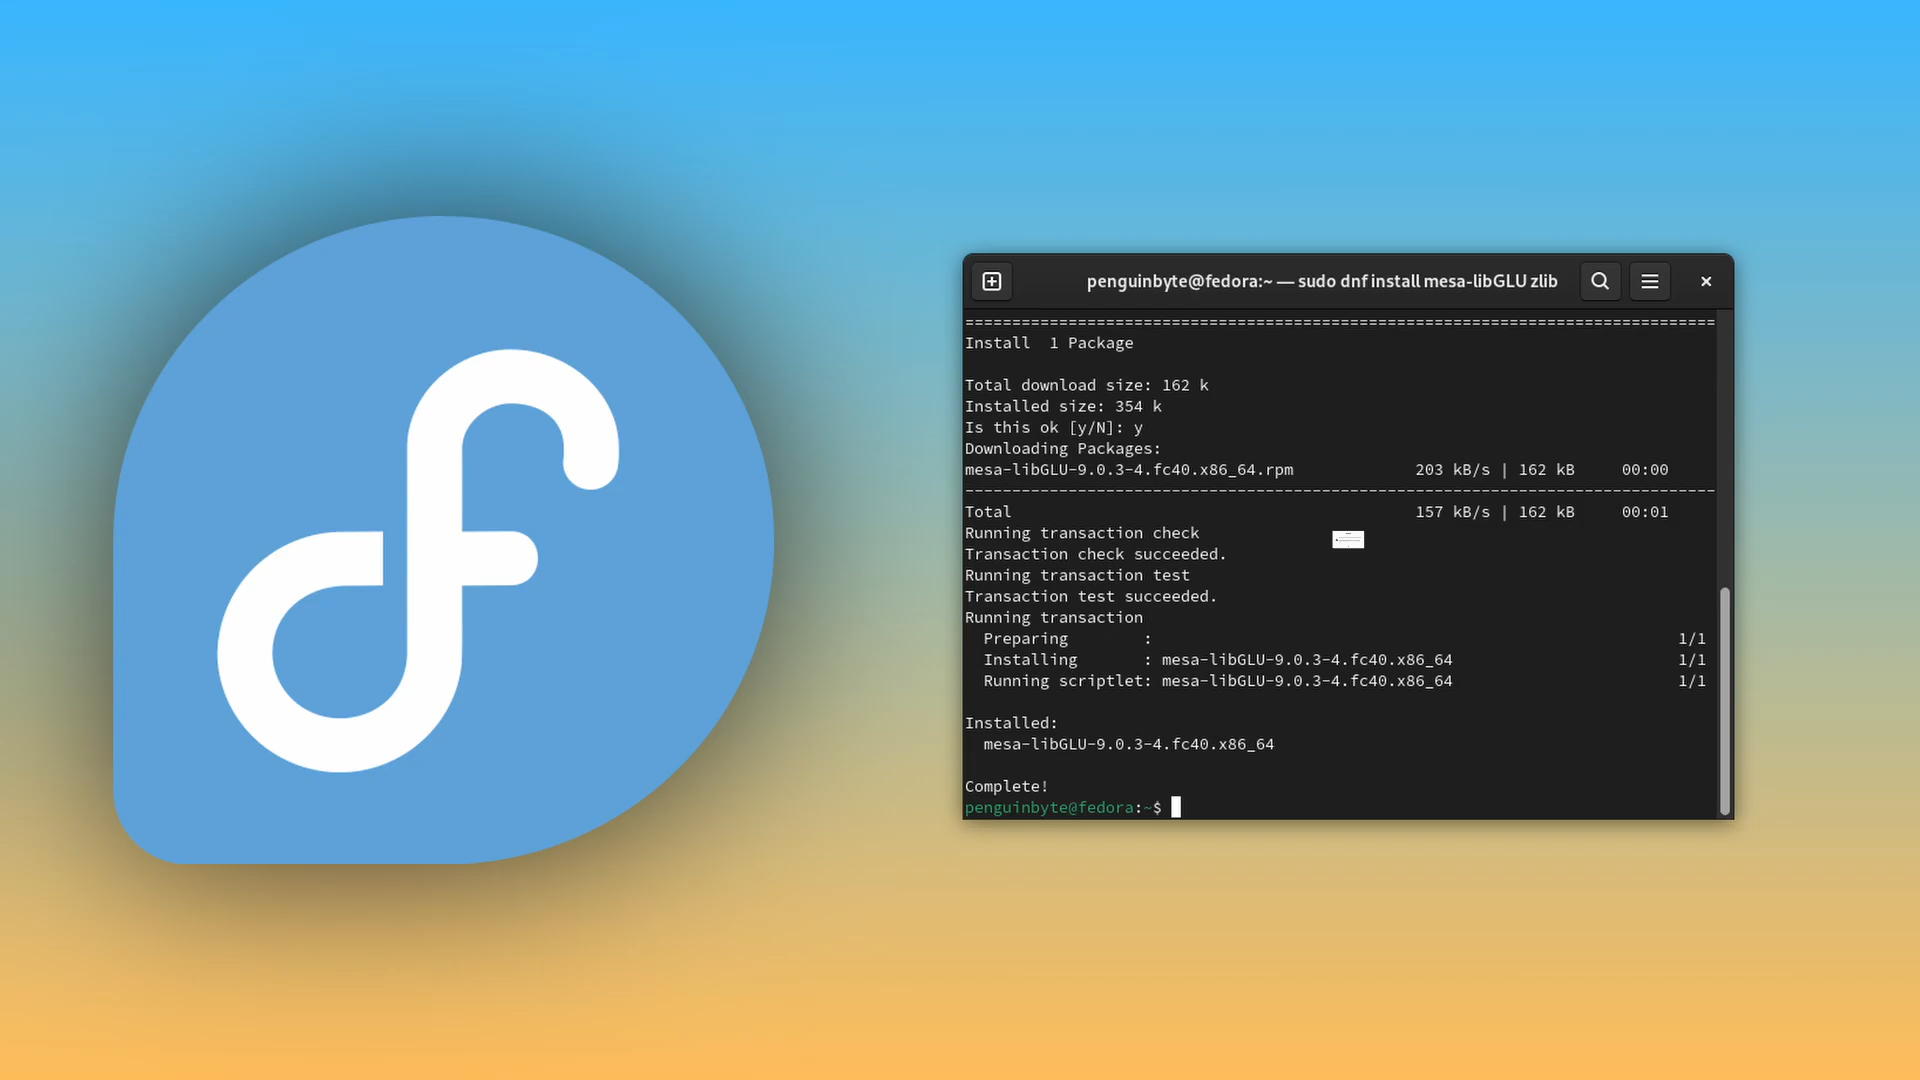 penguinbyte@fedora:~ — sudo dnf install mesa-libGLU zlib
================================================================================
Install  1 Package
Total download size: 162 k
Installed size: 354 k
Is this ok [y/N]: y
Downloading Packages:
mesa-libGLU-9.0.3-4.fc40.x86_64.rpm             203 kB/s | 162 kB     00:00
--------------------------------------------------------------------------------
Total                                           157 kB/s | 162 kB     00:01
Running transaction check
Transaction check succeeded.
Running transaction test
Transaction test succeeded.
Running transaction
  Preparing        :                                                        1/1
  Installing       : mesa-libGLU-9.0.3-4.fc40.x86_64                        1/1
  Running scriptlet: mesa-libGLU-9.0.3-4.fc40.x86_64                        1/1
Installed:
  mesa-libGLU-9.0.3-4.fc40.x86_64
Complete!
penguinbyte@fedora:~$